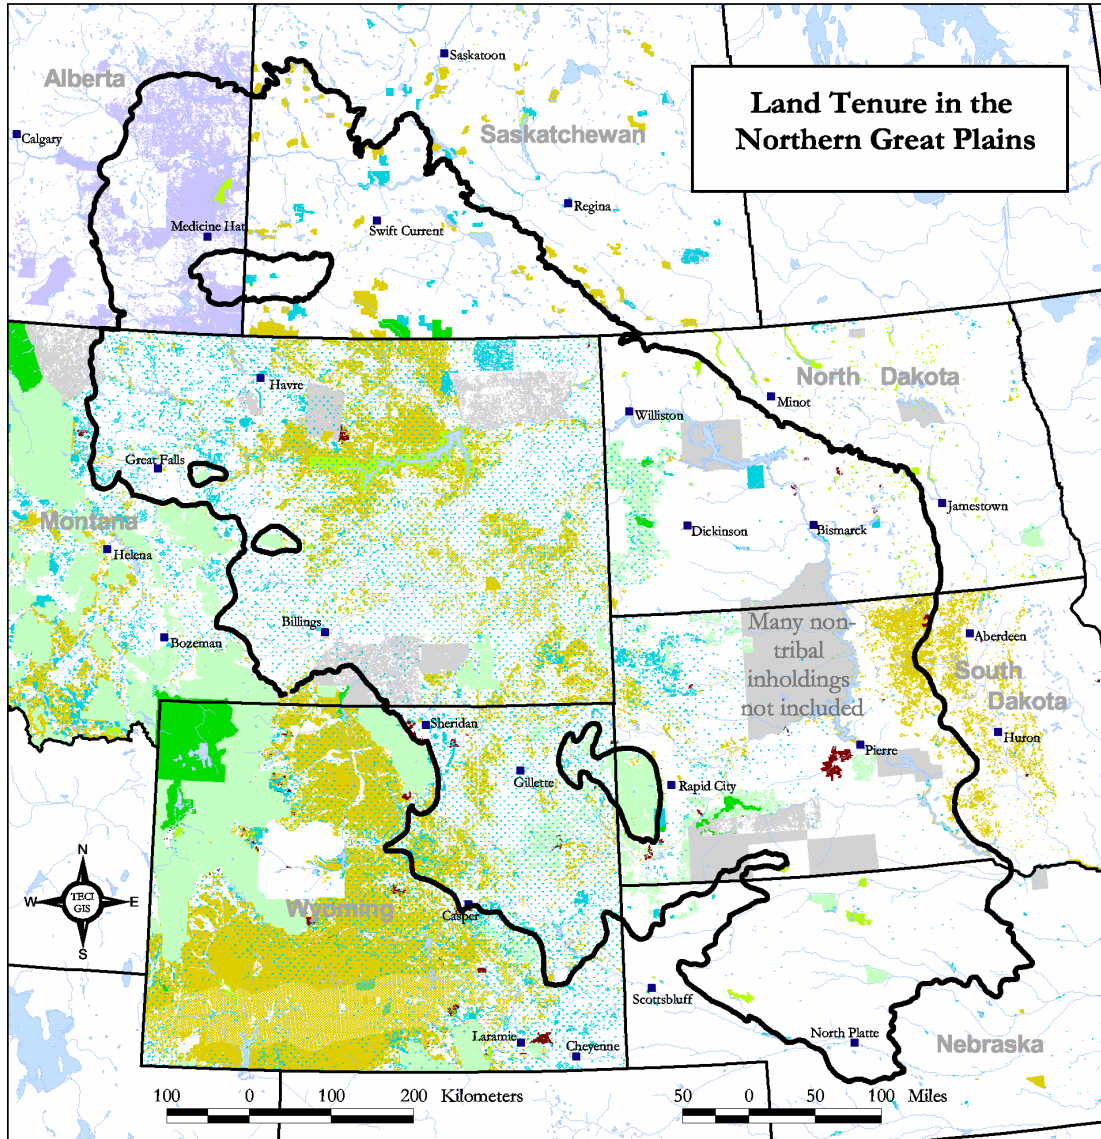 Saskatoon
Alberta
Land Tenure in the
Northern Great Plains
Calgary
Saskatchewan
Regina
Medicine Hat
Swift Current
Havre
North Dakota
Minot
Williston
Great Falls
Jamestown
Montana
Dickinson
Bismarck
Helena
Billings
Bozeman
Many non-
tribal
inholdings
not included
Aberdeen
South
Dakota
Sheridan
Huron
Pierre
Gillette
Rapid City
N
W
TECI
GIS
E
S
Wyoming
Casper
Scottsbluff
Laramie
Cheyenne
North Platte
Nebraska
100 0 100 200 Kilometers
50 0 50 100 Miles